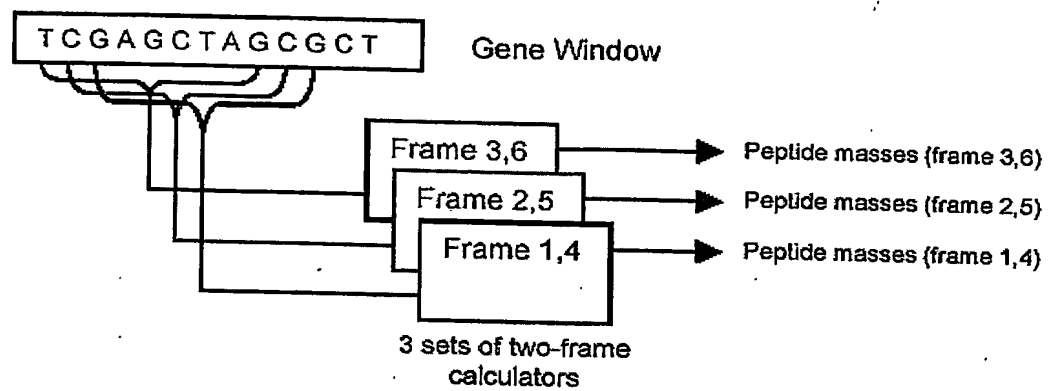 T C G A G C T A G C G C T
Gene Window
Frame 3,6
Peptide masses (frame 3,6)
Frame 2,5
Peptide masses (frame 2,5)
Frame 1,4
Peptide masses (frame 1,4)
3 sets of two-frame
calculators